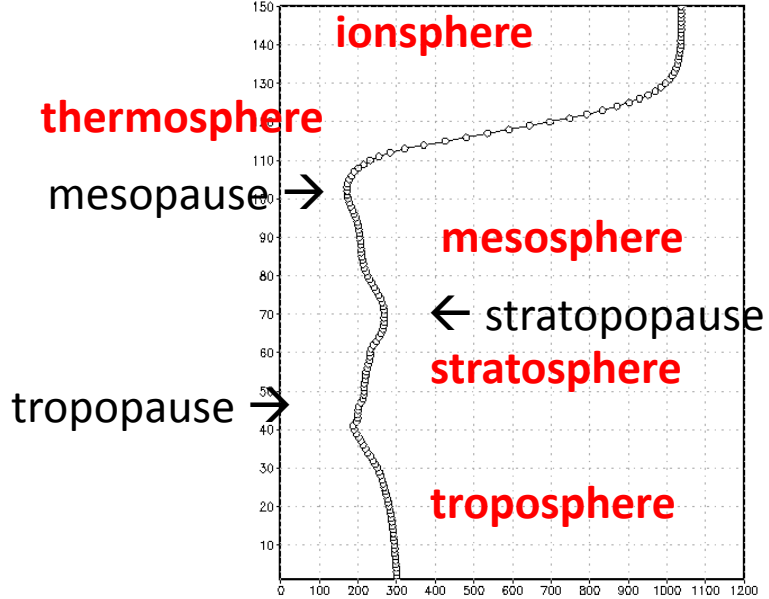 150
ionsphere
140
130
thermosphere
120
110
mesopause →
100
90
mesosphere
80
70
← stratopopause
60
stratosphere
50
tropopause →
40
30
20
troposphere
10
0 100 200 300 400 500 600 700 800 900 1000 1100 1200